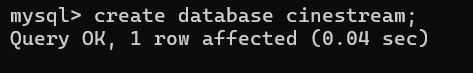 mysql> create database cinestream;
Query OK, 1 row affected (0.04 sec)